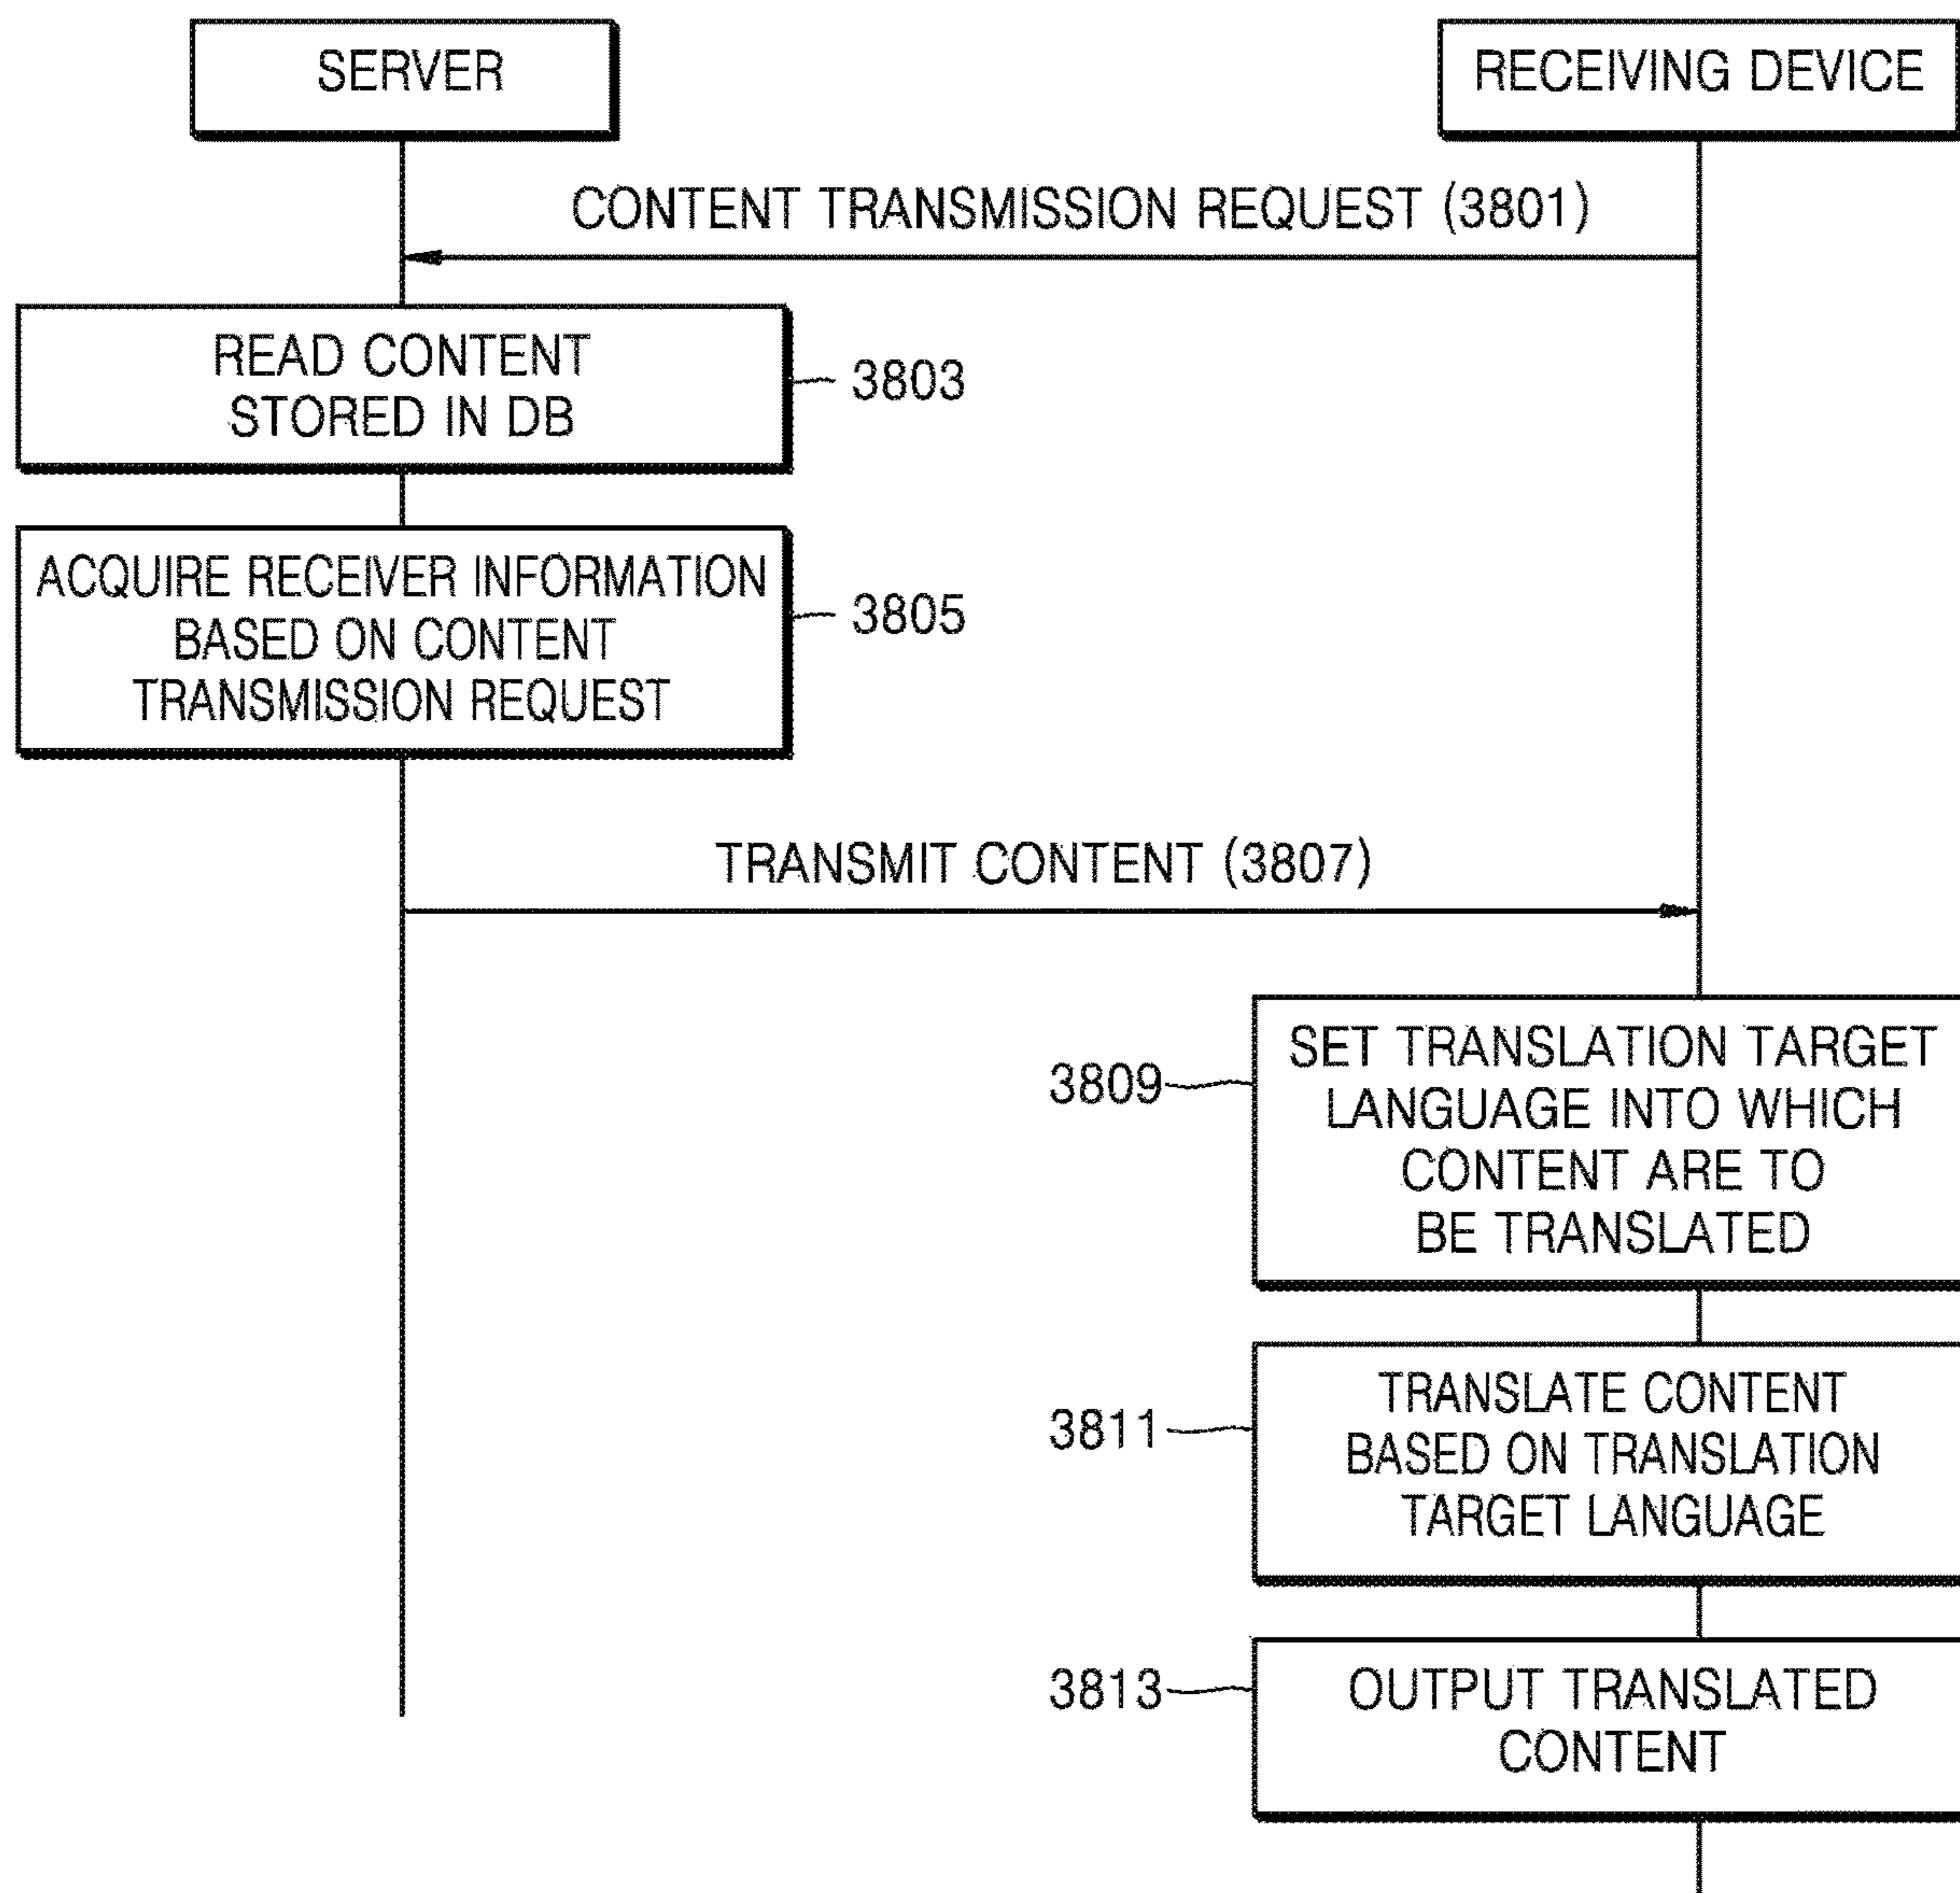 SERVER
RECEIVING DEVICE
CONTENT TRANSMISSION REQUEST (3801)
READ CONTENT
STORED IN DB
3803
ACQUIRE RECEIVER INFORMATION
BASED ON CONTENT
TRANSMISSION REQUEST
3805
TRANSMIT CONTENT (3807)
3809
SET TRANSLATION TARGET
LANGUAGE INTO WHICH
CONTENT ARE TO
BE TRANSLATED
3811
TRANSLATE CONTENT
BASED ON TRANSLATION
TARGET LANGUAGE
3813
OUTPUT TRANSLATED
CONTENT